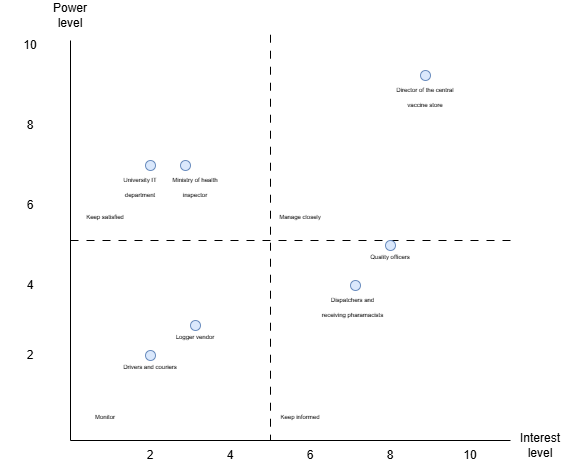 Power
level
10
8
6
4
2
Director of the central
vaccine store
University IT
department
Ministry of health
inspector
Keep satisfied
Manage closely
Quality officers
Dispatchers and
receiving pharamacists
Logger vendor
Drivers and couriers
Monitor
Keep informed
2
4
6
8
10
Interest
level